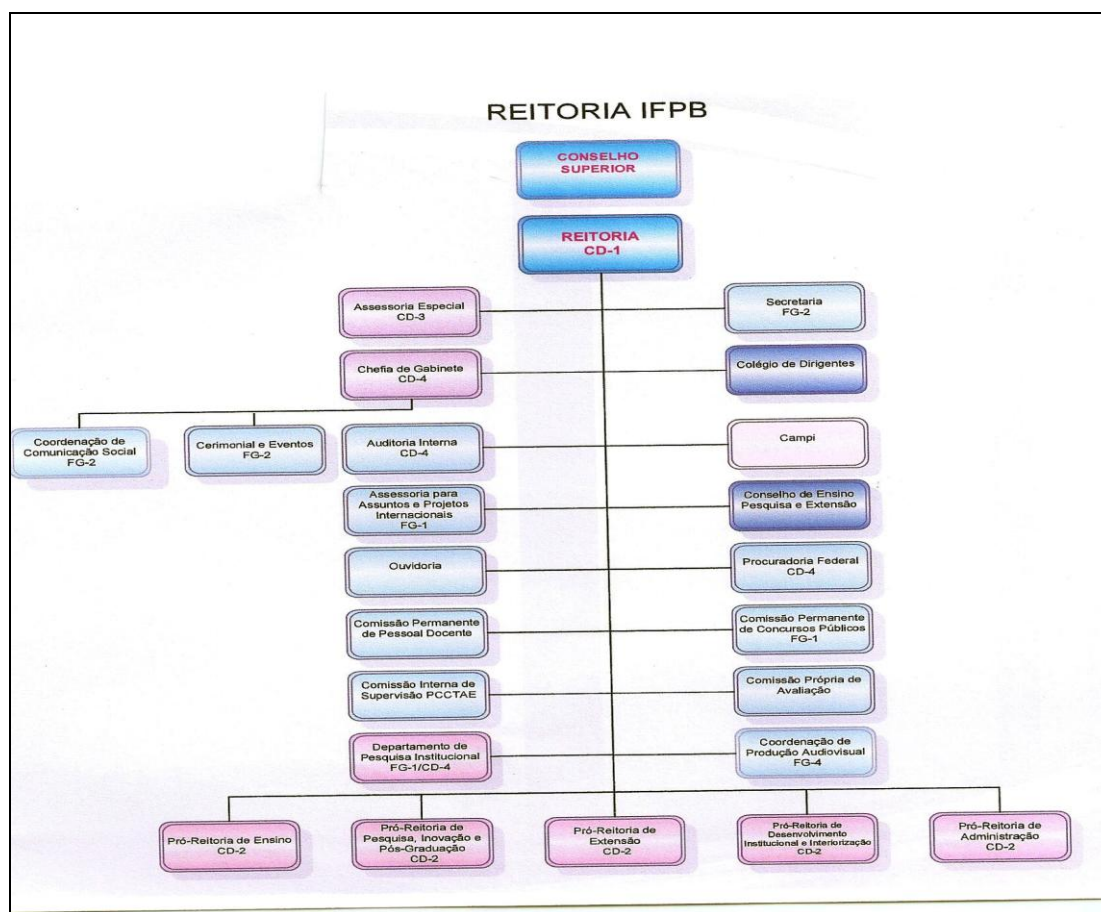 REITORIA IFPB
CONSELHO
SUPERIOR
REITORIA
CD-1
Assessoria Especial
CD-3
Secretaria
FG-2
Chefia de Gabinete
CD-4
Colégio de Dirigentes
Coordenação de
Comunicação Social
FG-2
Cerimonial e Eventos
FG-2
Auditoria Interna
CD-4
Campi
Assessoria para
Assuntos e Projetos
Internacionais
FG-1
Conselho de Ensino
Pesquisa e Extensão
Ouvidoria
Procuradoria Federal
CD-4
Comissão Permanente
de Pessoal Docente
Comissão Permanente
de Concursos Públicos
FG-1
Comissão Interna de
Supervisão PCCTAE
Comissão Própria de
Avaliação
Departamento de
Pesquisa Institucional
FG-1/CD-4
Coordenação de
Produção Audiovisual
FG-4
Pró-Reitoria de Ensino
CD-2
Pró-Reitoria de
Pesquisa, Inovação e
Pós-Graduação
CD-2
Pró-Reitoria de
Extensão
CD-2
Pró-Reitoria de
Desenvolvimento
Institucional e Interiorização
CD-2
Pró-Reitoria de
Administração
CD-2